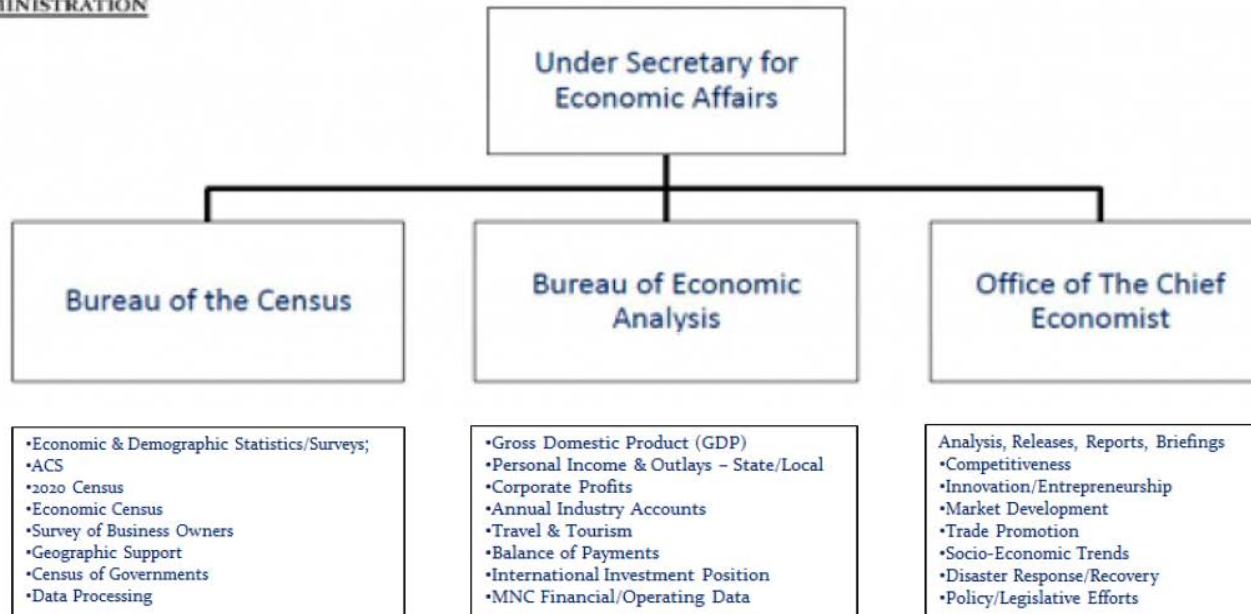 Under Secretary for
Economic Affairs
Bureau of the Census
Bureau of Economic
Analysis
Office of The Chief
Economist
•Economic & Demographic Statistics/Surveys;
•ACS
•2020 Census
•Economic Census
•Survey of Business Owners
•Geographic Support
•Census of Governments
•Data Processing
•Gross Domestic Product (GDP)
•Personal Income & Outlays – State/Local
•Corporate Profits
•Annual Industry Accounts
•Travel & Tourism
•Balance of Payments
•International Investment Position
•MNC Financial/Operating Data
Analysis, Releases, Reports, Briefings
•Competitiveness
•Innovation/Entrepreneurship
•Market Development
•Trade Promotion
•Socio-Economic Trends
•Disaster Response/Recovery
•Policy/Legislative Efforts